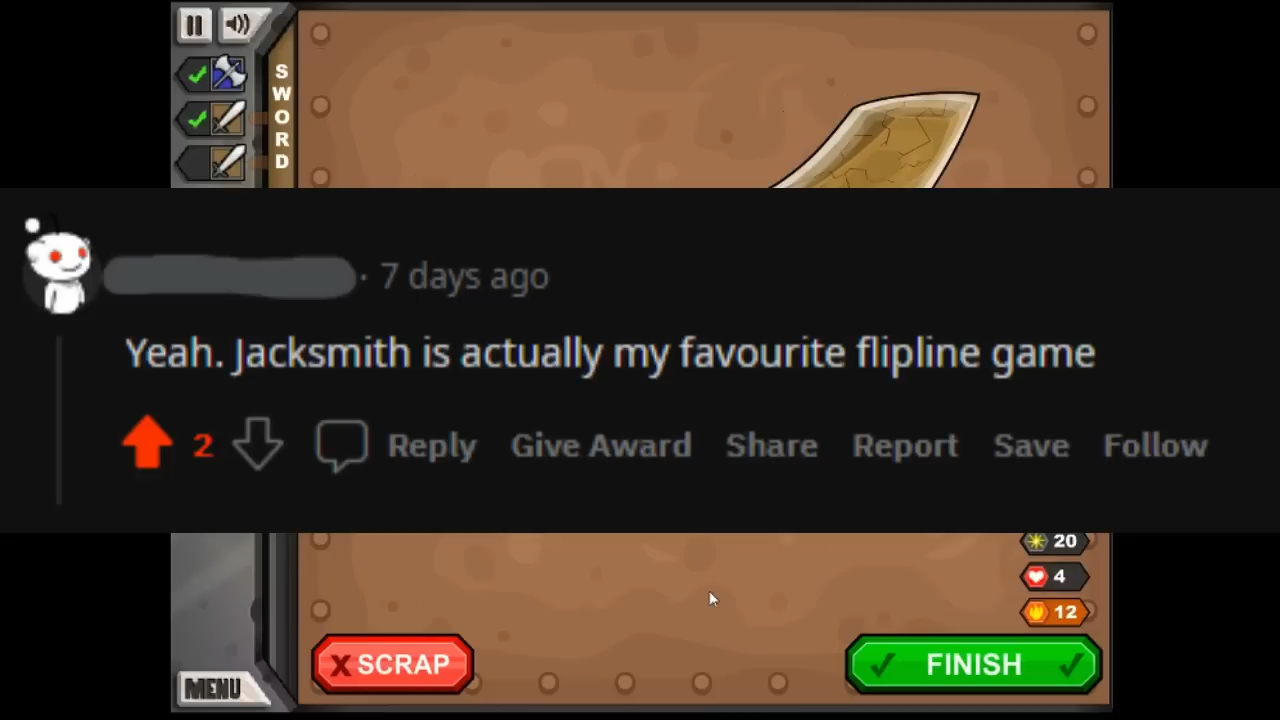 SWORD
· 7 days ago
Yeah. Jacksmith is actually my favourite flipline game
2 Reply Give Award Share Report Save Follow
20
4
12
X SCRAP
FINISH
MENU